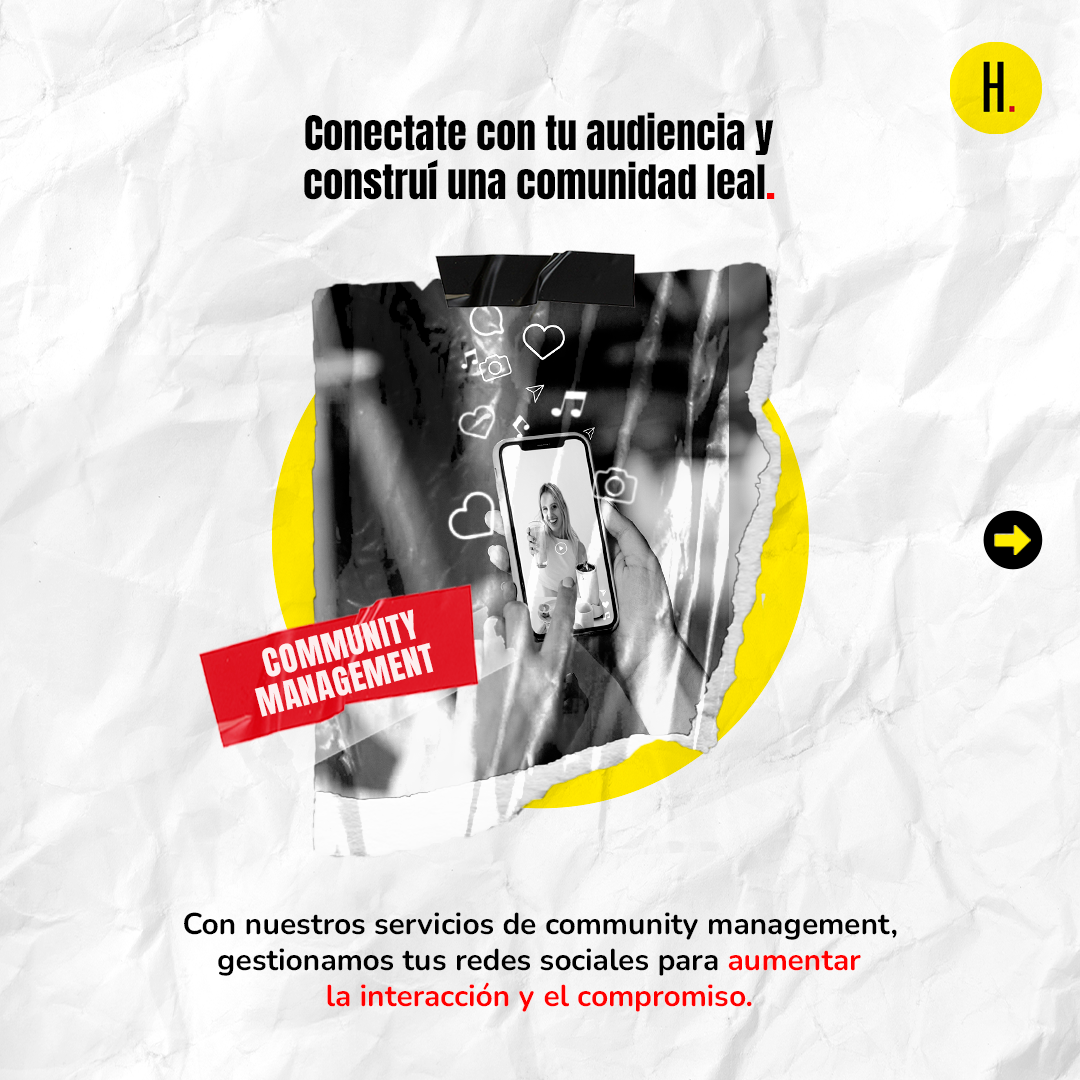 H.
Conectate con tu audiencia y
construí una comunidad leal.
COMMUNITY
MANAGEMENT
Con nuestros servicios de community management,
gestionamos tus redes sociales para aumentar
la interacción y el compromiso.